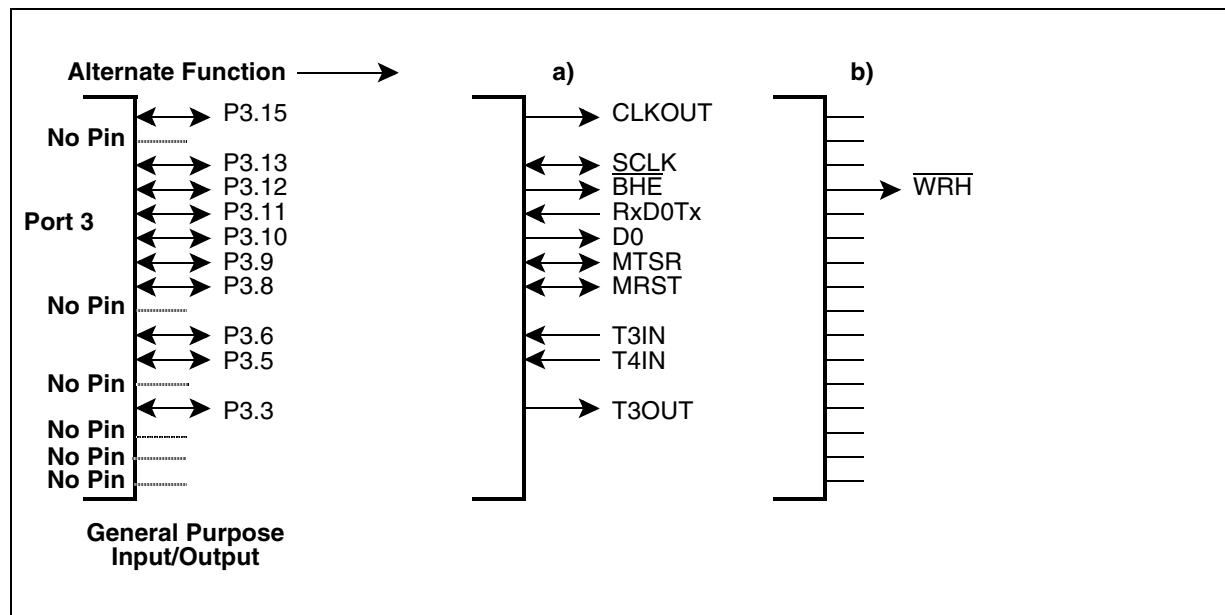 Alternate Function a) b)
P3.15 CLKOUT
No Pin
P3.13 SCLK
P3.12 BHE WRH
Port 3 P3.11 RxD0Tx
P3.10 D0
P3.9 MTSR
P3.8 MRST
No Pin
P3.6 T3IN
P3.5 T4IN
No Pin
P3.3 T3OUT
No Pin
No Pin
No Pin
General Purpose
Input/Output